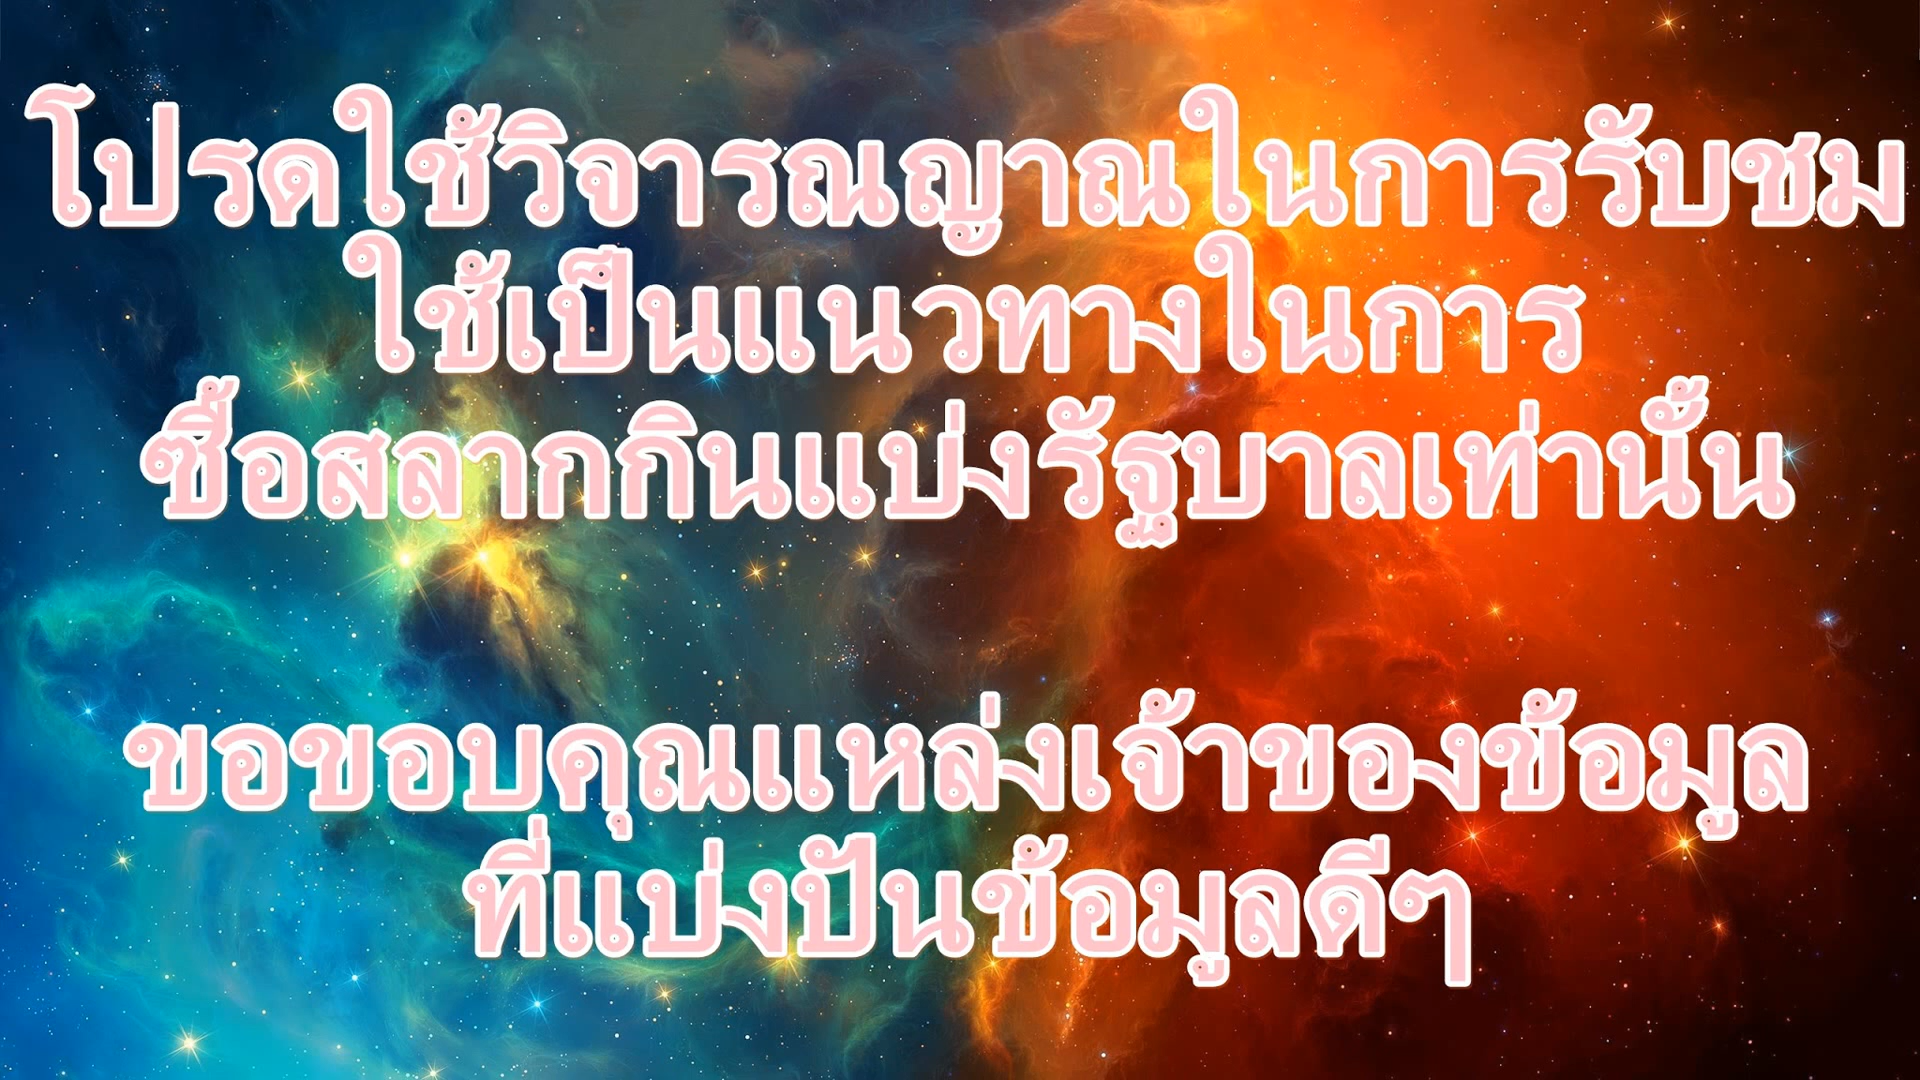 โปรดใช้วิจารณญาณในการรับชม
ใช้เป็นแนวทางในการ
ซื้อสลากกินแบ่งรัฐบาลเท่านั้น
ขอขอบคุณแหล่งเจ้าของข้อมูล
ที่แบ่งปันข้อมูลดีๆ